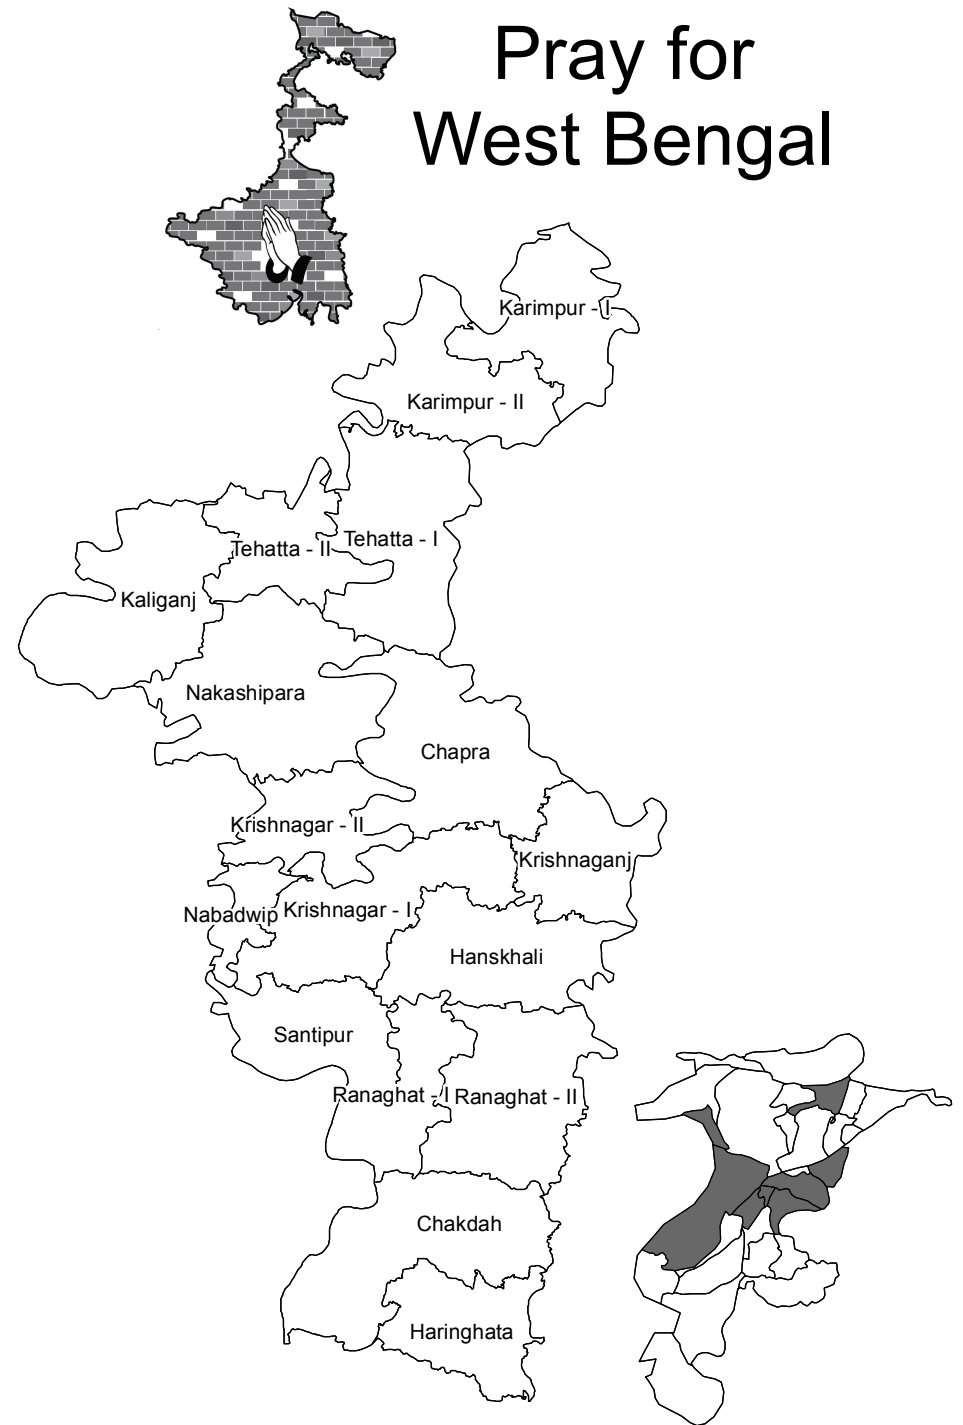 Pray for
West Bengal
Karimpur - I
Karimpur - II
Tehatta - I
Tehatta - II
Kaliganj
Nakashipara
Chapra
Krishnagar - II
Krishnaganj
Nabadwip
Krishnagar - I
Hanskhali
Santipur
Ranaghat - I
Ranaghat - II
Chakdah
Haringhata